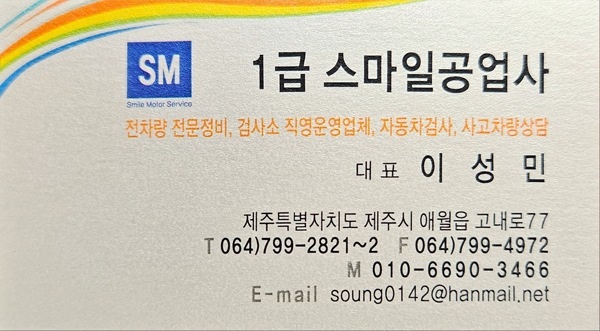 SM
Smile Motor Service
1급 스마일공업사
전차량 전문정비, 검사소 직영운영업체, 자동차검사, 사고차량상담
대표 이성민
제주특별자치도 제주시 애월읍 고내로77
T 064)799-2821~2 F 064)799-4972
M 010-6690-3466
E-mail soung0142@hanmail.net